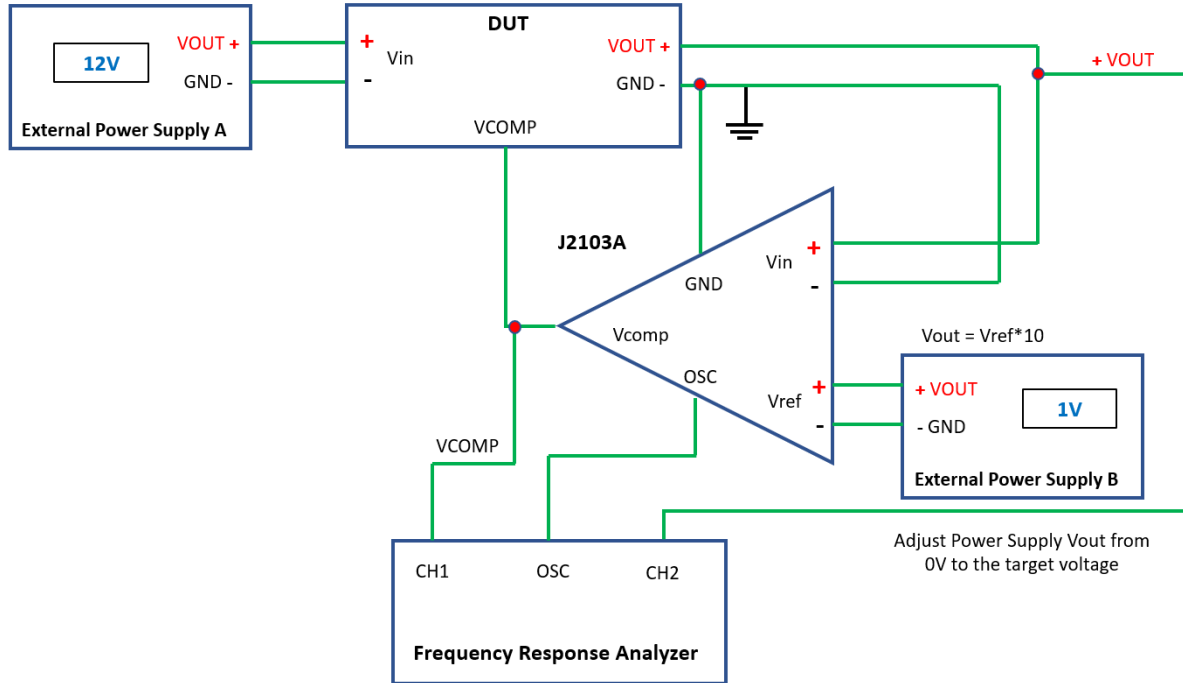 DUT
VOUT +
+
Vin
-
VOUT +
GND -
12V
GND -
+ VOUT
External Power Supply A
VCOMP
J2103A
+
Vin
-
GND
Vcomp
Vout = Vref*10
OSC
+
Vref
-
+ VOUT
1V
- GND
VCOMP
External Power Supply B
Adjust Power Supply Vout from
0V to the target voltage
CH1
OSC
CH2
Frequency Response Analyzer